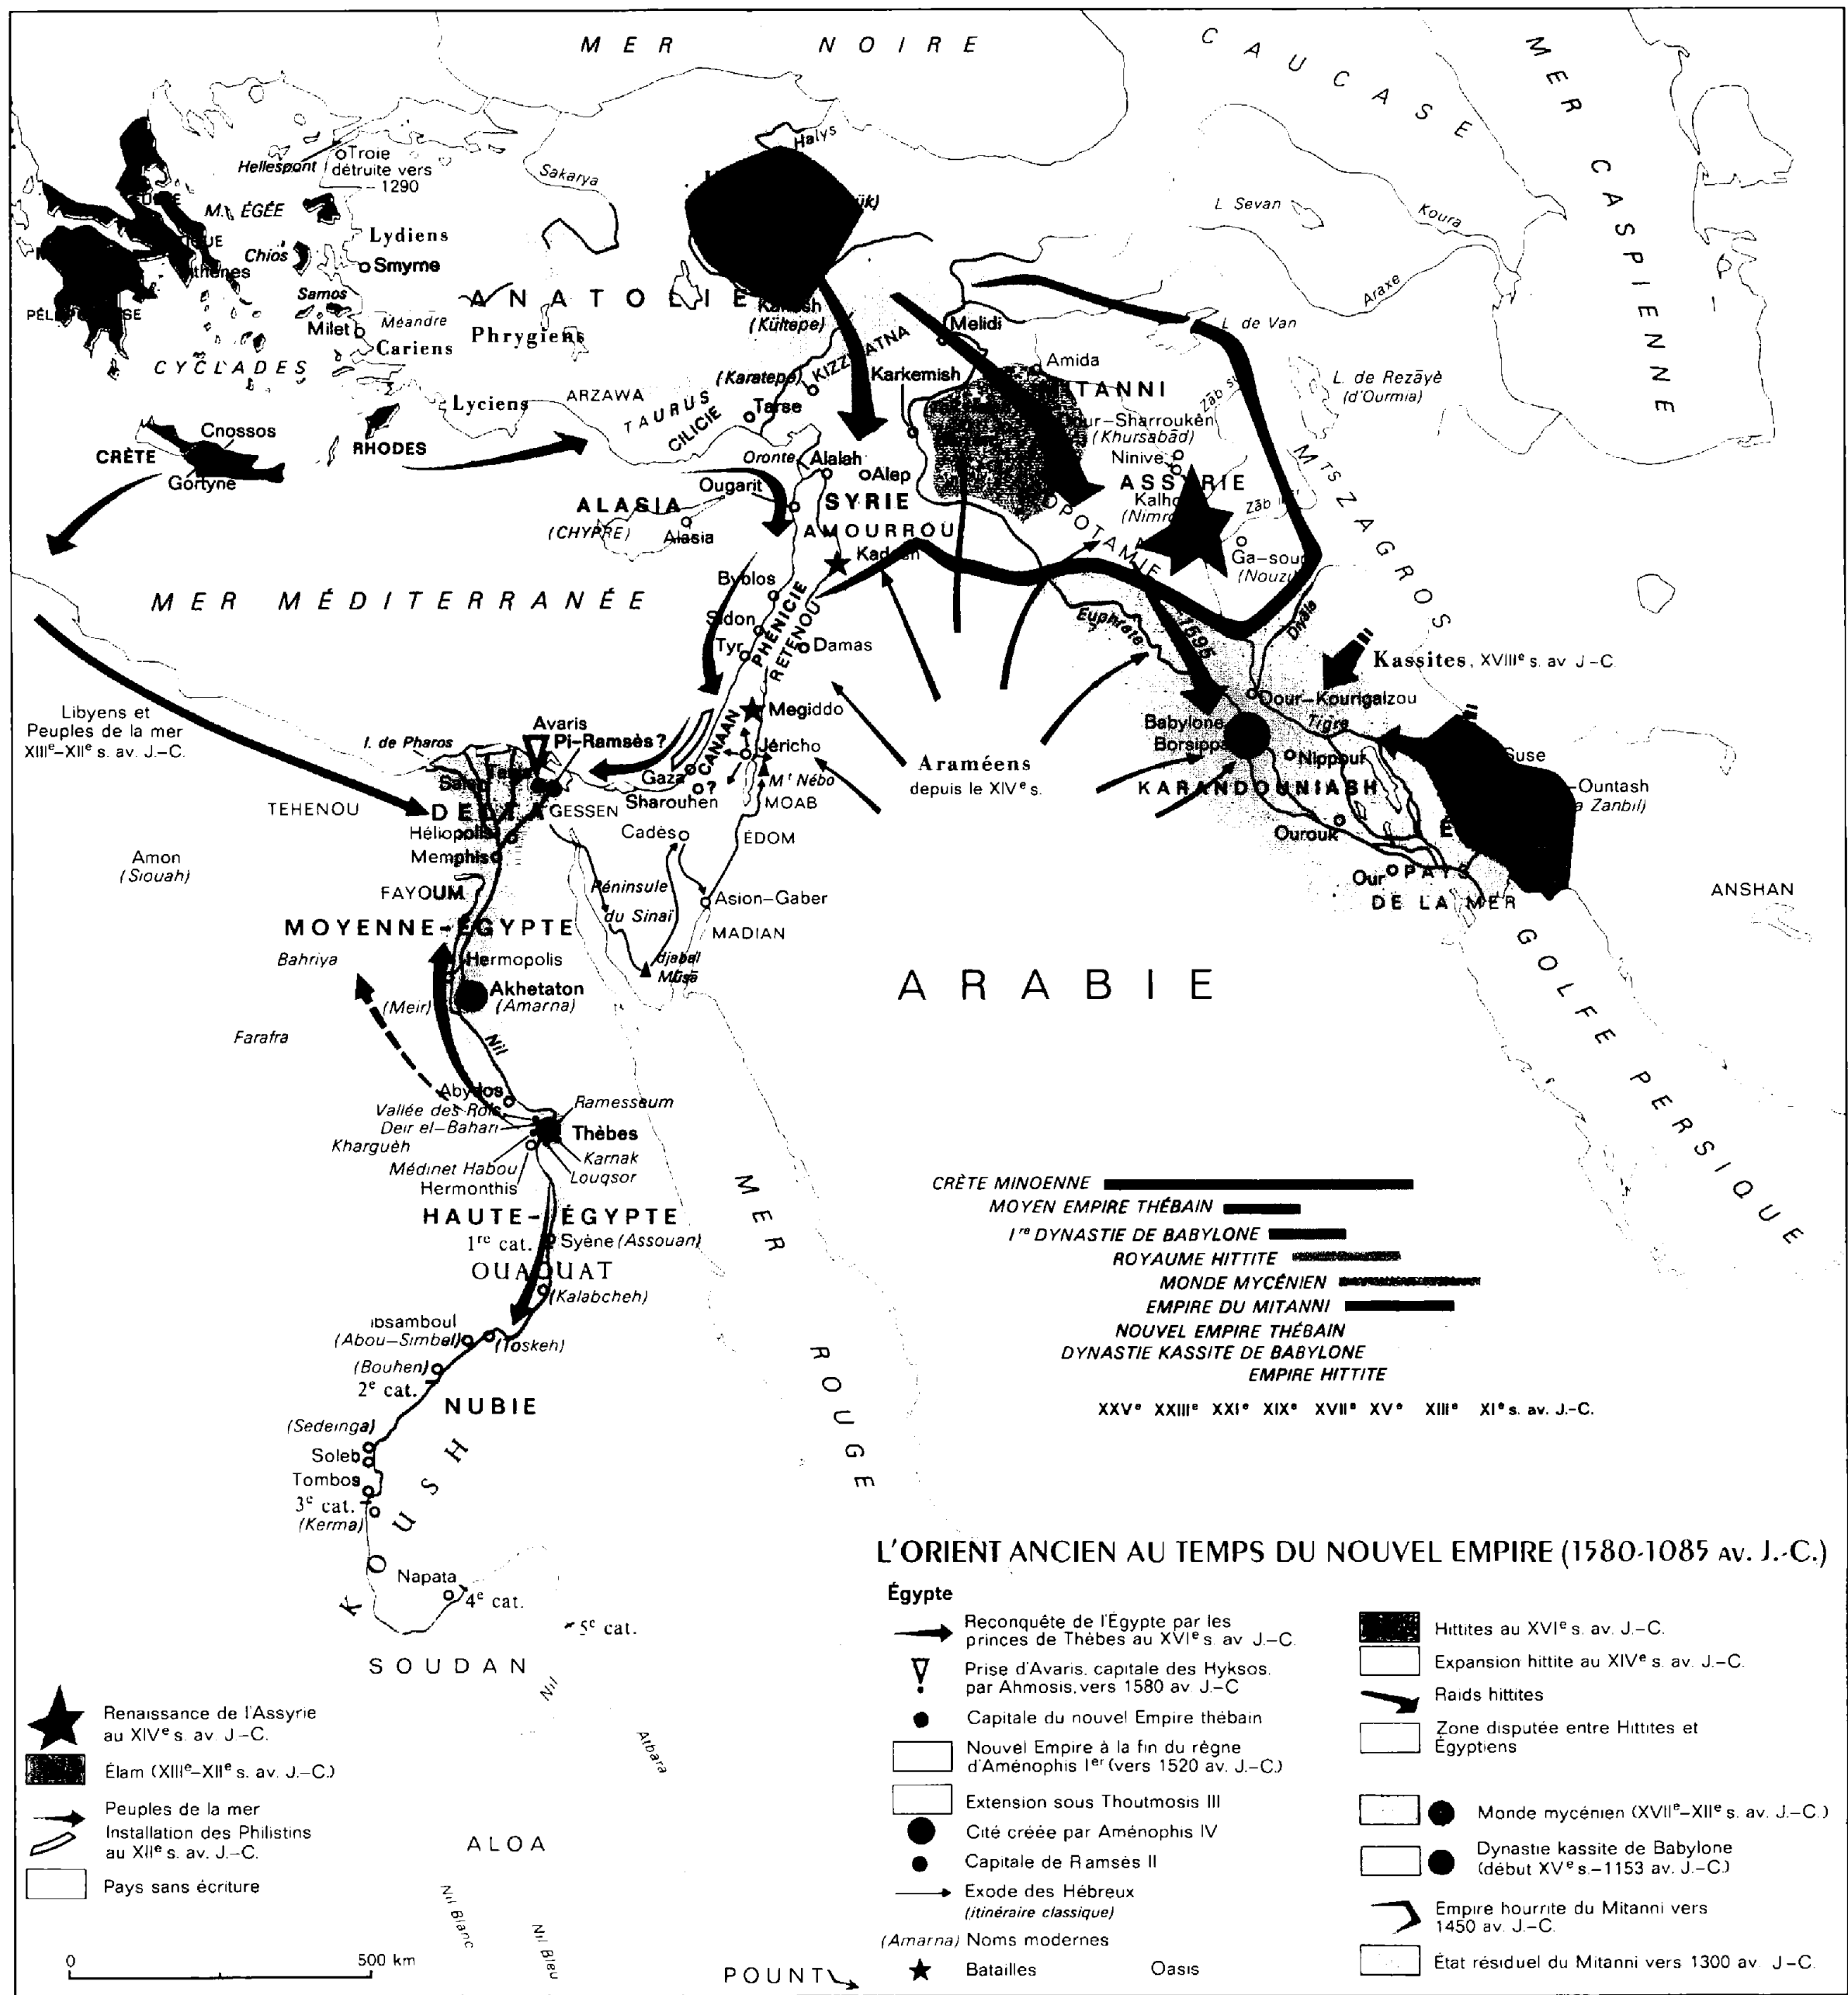 MER NOIRE
CAUCASE
MER CASPIENNE
Halys
Hellespont
Troie
détruite vers
- 1290
Sakarya
L Sevan
Koura
Araxe
ÉGÉE
Lydiens
Chios
Smyrne
Samos
Milet
Méandre
Cariens
CYCLADES
ANATOLIE
Phrygiens
(Kültepe)
Melidi
L. de Van
Amida
L. de Rezāyè
(d'Ourmia)
(Karatepe)
KIZZWATNA
Karkemish
Lyciens
ARZAWA
TAURUS
CILICIE
Tarse
(Khursabād)
Ninive
CRÈTE
Cnossos
Gortyne
RHODES
Oronte
Alalah
Alep
Ougarit
ALASIA
(CHYPRE)
Alasia
SYRIE
AMOURROU
Kadesh
ASSYRIE
Ga-sour
(Nouzi)
MTS ZAGROS
MER MÉDITERRANÉE
Byblos
Sidon
Tyr
PHÉNICIE
RETENOU
Damas
Euphrate
1595
Kassites, XVIIIe s. av J.-C.
Dour-Kourigalzou
Tigre
Babylone
Borsippa
Nippour
Suse
KARANDOUNIASH
Ourouk
Our
PAYS
DE LA MER
-Ountash
ANSHAN
Libyens et
Peuples de la mer
XIIIe-XIIe s. av. J.-C.
I. de Pharos
Avaris
Pi-Ramsès ?
Megiddo
CANAAN
Jéricho
Mt Nébo
Gaza
Sharouhen
?
MOAB
Araméens
depuis le XIVe s.
TEHENOU
DELTA
GESSEN
Héliopolis
Memphis
Cadès
ÉDOM
Amon
(Siouah)
FAYOUM
Péninsule
du Sinaï
Asion-Gaber
MADIAN
MOYENNE-ÉGYPTE
Bahriya
Hermopolis
djabal
Mūsā
Akhetaton
(Amarna)
(Meir)
ARABIE
GOLFE PERSIQUE
Farafra
Nil
Abydos
Vallée des Rois
Deir el-Bahari
Ramesseum
Thèbes
Kharguèh
Médinet Habou
Hermonthis
Karnak
Louqsor
MER ROUGE
HAUTE-ÉGYPTE
1re cat.
Syène (Assouan)
OUAOUAT
(Kalabcheh)
Ibsamboul
(Abou-Simbel)
(Toskeh)
(Bouhen)
2e cat.
NUBIE
(Sedeinga)
Soleb
Tombos
3e cat.
(Kerma)
KOUSH
Napata
4e cat.
5e cat.
SOUDAN
Nil
Atbara
ALOA
Nil Blanc
Nil Bleu
POUNT
CRÈTE MINOENNE
MOYEN EMPIRE THÉBAIN
Ire DYNASTIE DE BABYLONE
ROYAUME HITTITE
MONDE MYCÉNIEN
EMPIRE DU MITANNI
NOUVEL EMPIRE THÉBAIN
DYNASTIE KASSITE DE BABYLONE
EMPIRE HITTITE
XXVe XXIIIe XXIe XIXe XVIIe XVe XIIIe XIe s. av. J.-C.
L'ORIENT ANCIEN AU TEMPS DU NOUVEL EMPIRE (1580-1085 AV. J.-C.)
Égypte
Reconquête de l'Égypte par les
princes de Thèbes au XVIe s. av J.-C.
Prise d'Avaris, capitale des Hyksos,
par Ahmosis, vers 1580 av. J.-C
Capitale du nouvel Empire thébain
Nouvel Empire à la fin du règne
d'Aménophis Ier (vers 1520 av. J.-C.)
Extension sous Thoutmosis III
Cité créée par Aménophis IV
Capitale de Ramsès II
Exode des Hébreux
(itinéraire classique)
(Amarna) Noms modernes
Batailles
Oasis
Hittites au XVIe s. av. J.-C.
Expansion hittite au XIVe s. av. J.-C.
Raids hittites
Zone disputée entre Hittites et
Égyptiens
Monde mycénien (XVIIe-XIIe s. av. J.-C.)
Dynastie kassite de Babylone
(début XVe s.-1153 av. J.-C.)
Empire hourrite du Mitanni vers
1450 av. J.-C.
État résiduel du Mitanni vers 1300 av J-C.
Renaissance de l'Assyrie
au XIVe s. av. J.-C.
Élam (XIIIe-XIIe s. av. J.-C.)
Peuples de la mer
Installation des Philistins
au XIIe s. av. J.-C.
Pays sans écriture
0 500 km